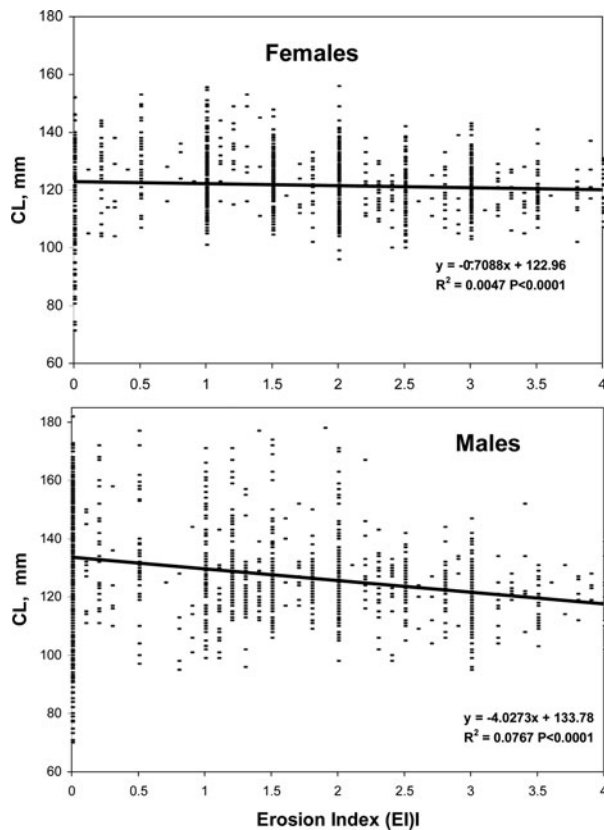 180
160
140
120
100
80
60
Females
CL, mm
y = -0.7088x + 122.96
R² = 0.0047 P<0.0001
0 0.5 1 1.5 2 2.5 3 3.5 4
180
160
140
120
100
80
60
Males
CL, mm
y = -4.0273x + 133.78
R² = 0.0767 P<0.0001
0 0.5 1 1.5 2 2.5 3 3.5 4
Erosion Index (EI)I